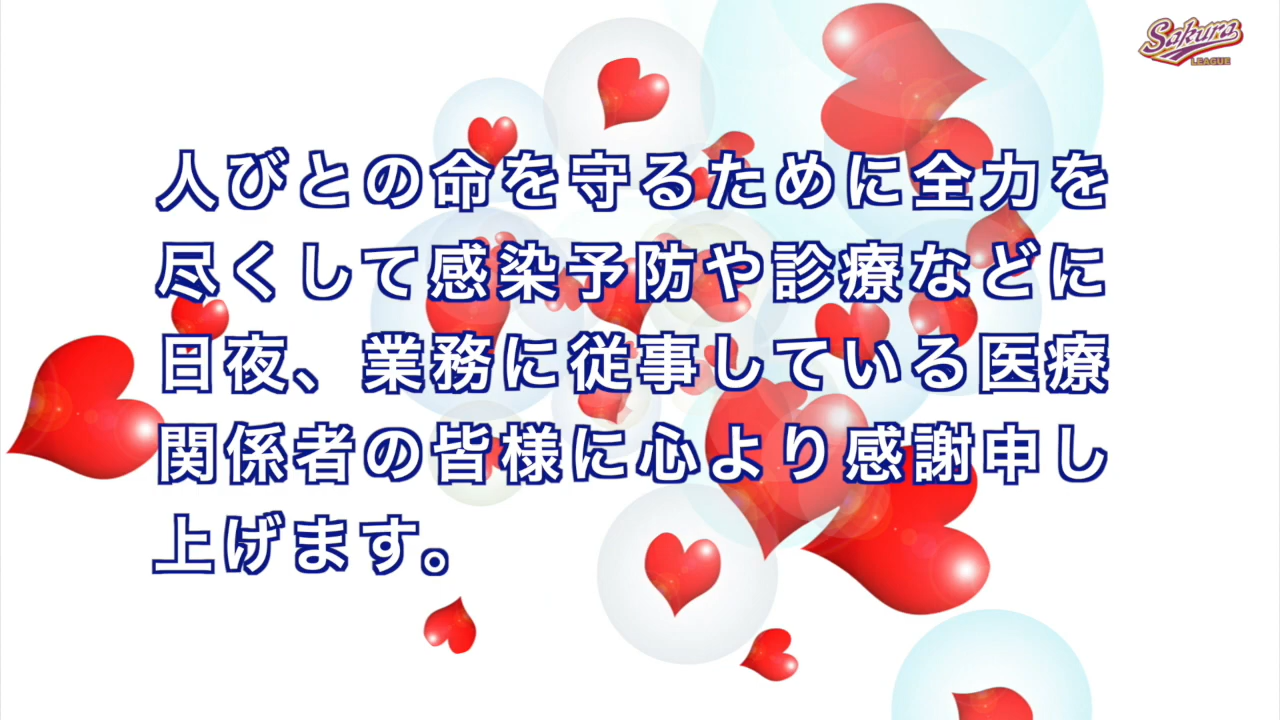 Sakura
LEAGUE
人びとの命を守るために全力を
尽くして感染予防や診療などに
日夜、業務に従事している医療
関係者の皆様に心より感謝申し
上げます。